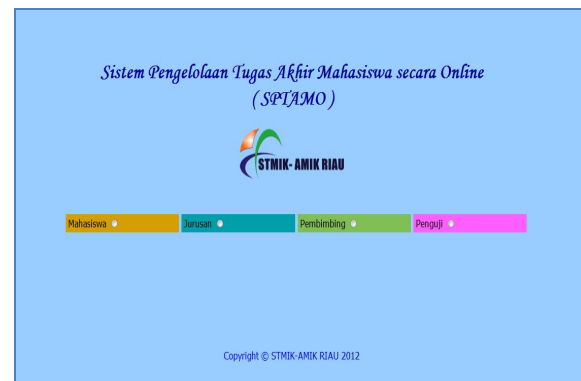 Sistem Pengelolaan Tugas Akhir Mahasiswa secara Online
( SPTAMO )
STMIK- AMIK RIAU
Mahasiswa Jurusan Pembimbing Penguji
Copyright © STMIK-AMIK RIAU 2012